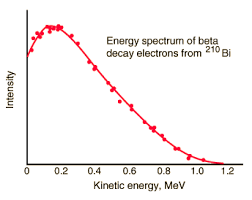 Energy spectrum of beta
decay electrons from ²¹⁰Bi
Intensity
0 0.2 0.4 0.6 0.8 1.0 1.2
Kinetic energy, MeV